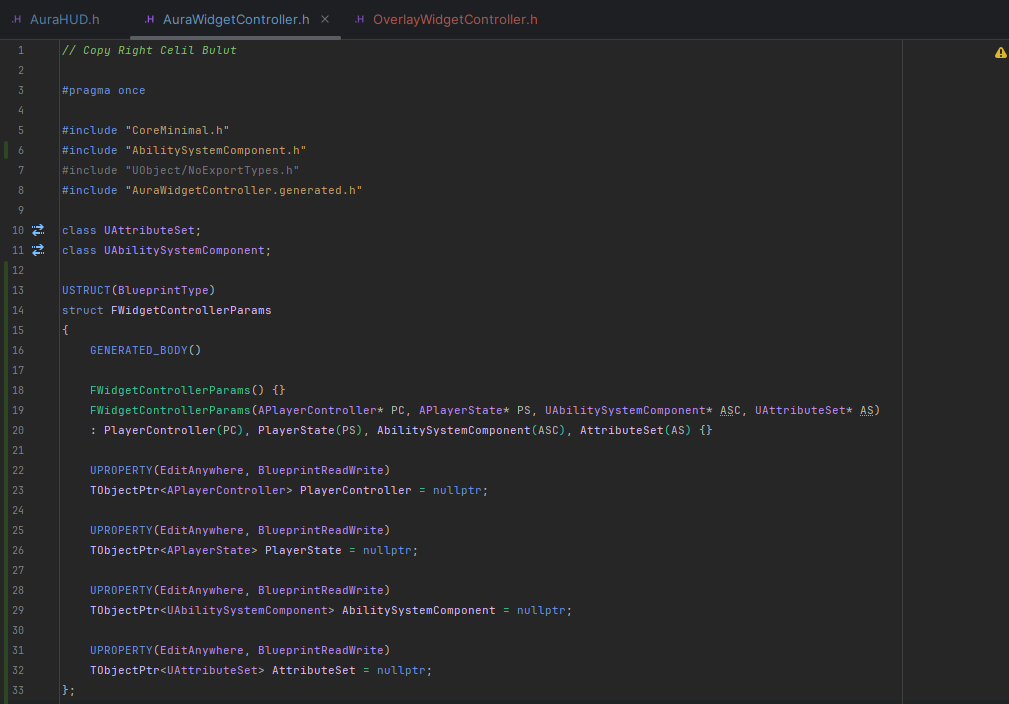 .H AuraHUD.h .H AuraWidgetController.h × .H OverlayWidgetController.h
1 // Copy Right Celil Bulut
2
3 #pragma once
4
5 #include "CoreMinimal.h"
6 #include "AbilitySystemComponent.h"
7 #include "UObject/NoExportTypes.h"
8 #include "AuraWidgetController.generated.h"
9
10 class UAttributeSet;
11 class UAbilitySystemComponent;
12
13 USTRUCT(BlueprintType)
14 struct FWidgetControllerParams
15 {
16 GENERATED_BODY()
17
18 FWidgetControllerParams() {}
19 FWidgetControllerParams(APlayerController* PC, APlayerState* PS, UAbilitySystemComponent* ASC, UAttributeSet* AS)
20 : PlayerController(PC), PlayerState(PS), AbilitySystemComponent(ASC), AttributeSet(AS) {}
21
22 UPROPERTY(EditAnywhere, BlueprintReadWrite)
23 TObjectPtr<APlayerController> PlayerController = nullptr;
24
25 UPROPERTY(EditAnywhere, BlueprintReadWrite)
26 TObjectPtr<APlayerState> PlayerState = nullptr;
27
28 UPROPERTY(EditAnywhere, BlueprintReadWrite)
29 TObjectPtr<UAbilitySystemComponent> AbilitySystemComponent = nullptr;
30
31 UPROPERTY(EditAnywhere, BlueprintReadWrite)
32 TObjectPtr<UAttributeSet> AttributeSet = nullptr;
33 };